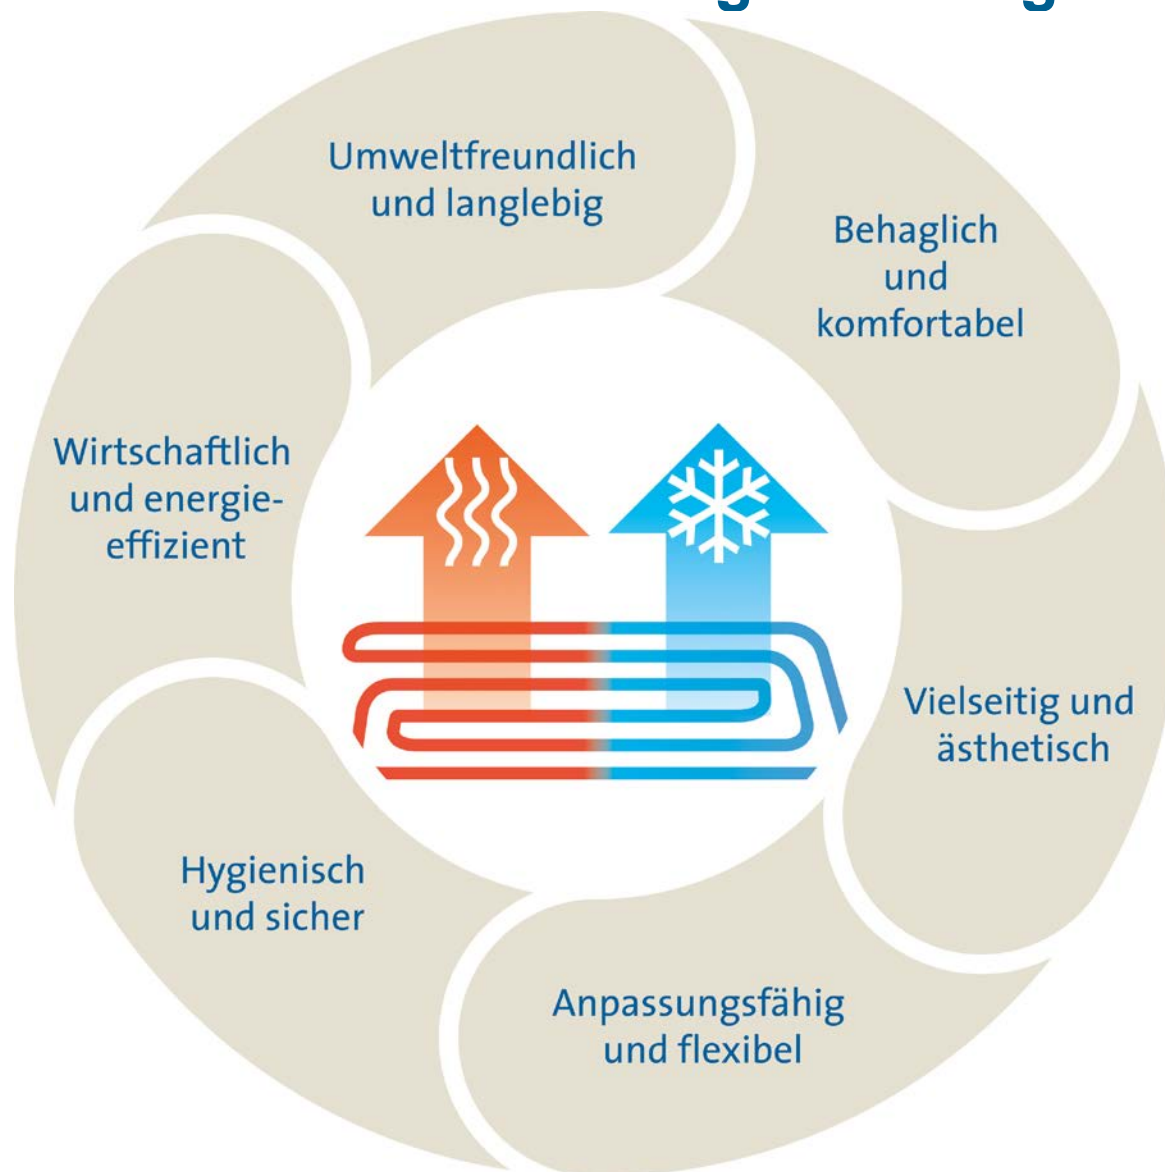 Umweltfreundlich
und langlebig
Behaglich
und
komfortabel
Wirtschaftlich
und energie-
effizient
Vielseitig und
ästhetisch
Hygienisch
und sicher
Anpassungsfähig
und flexibel